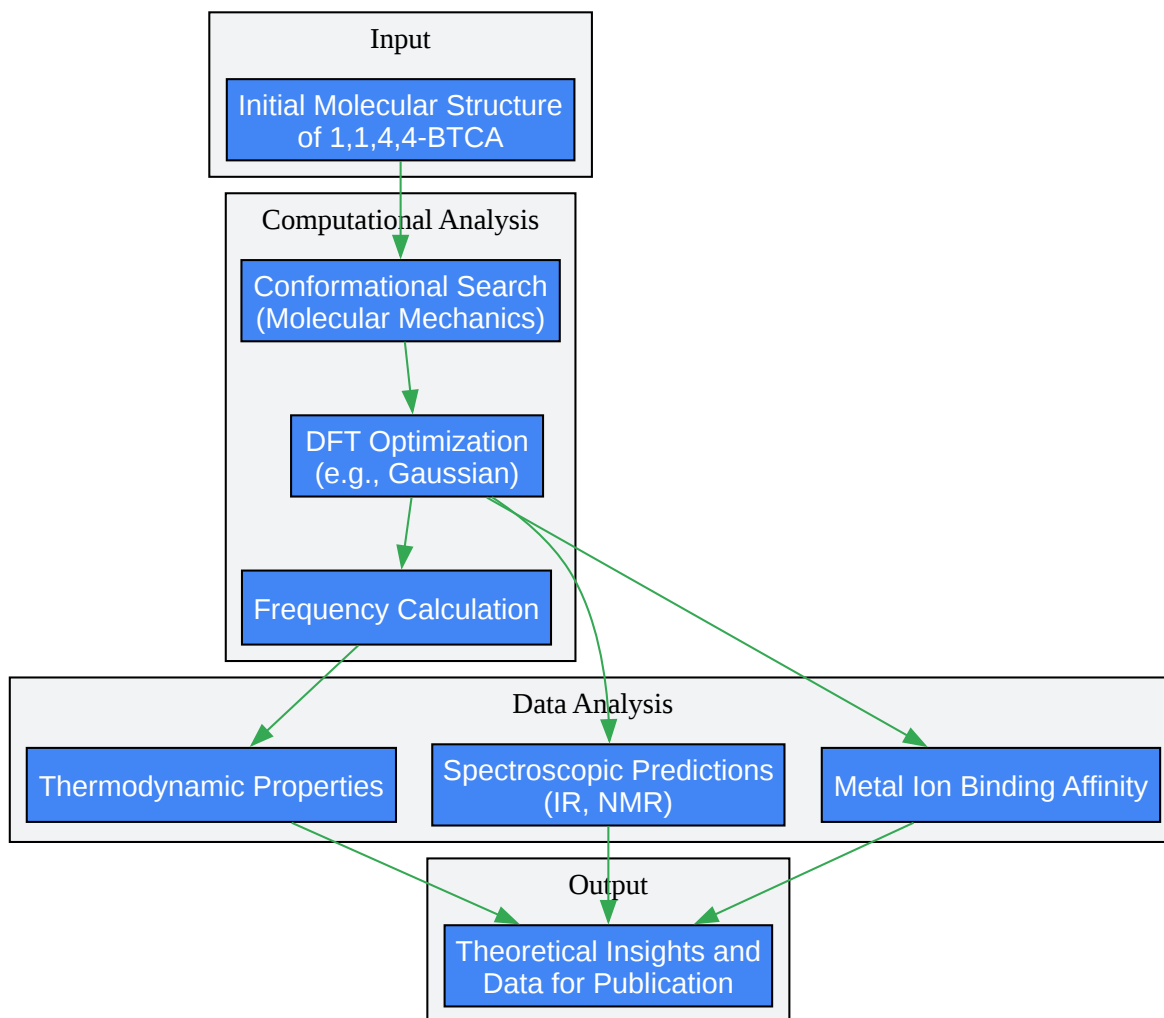 Input
Initial Molecular Structure
of 1,1,4,4-BTCA
Computational Analysis
Conformational Search
(Molecular Mechanics)
DFT Optimization
(e.g., Gaussian)
Frequency Calculation
Data Analysis
Thermodynamic Properties
Spectroscopic Predictions
(IR, NMR)
Metal Ion Binding Affinity
Output
Theoretical Insights and
Data for Publication